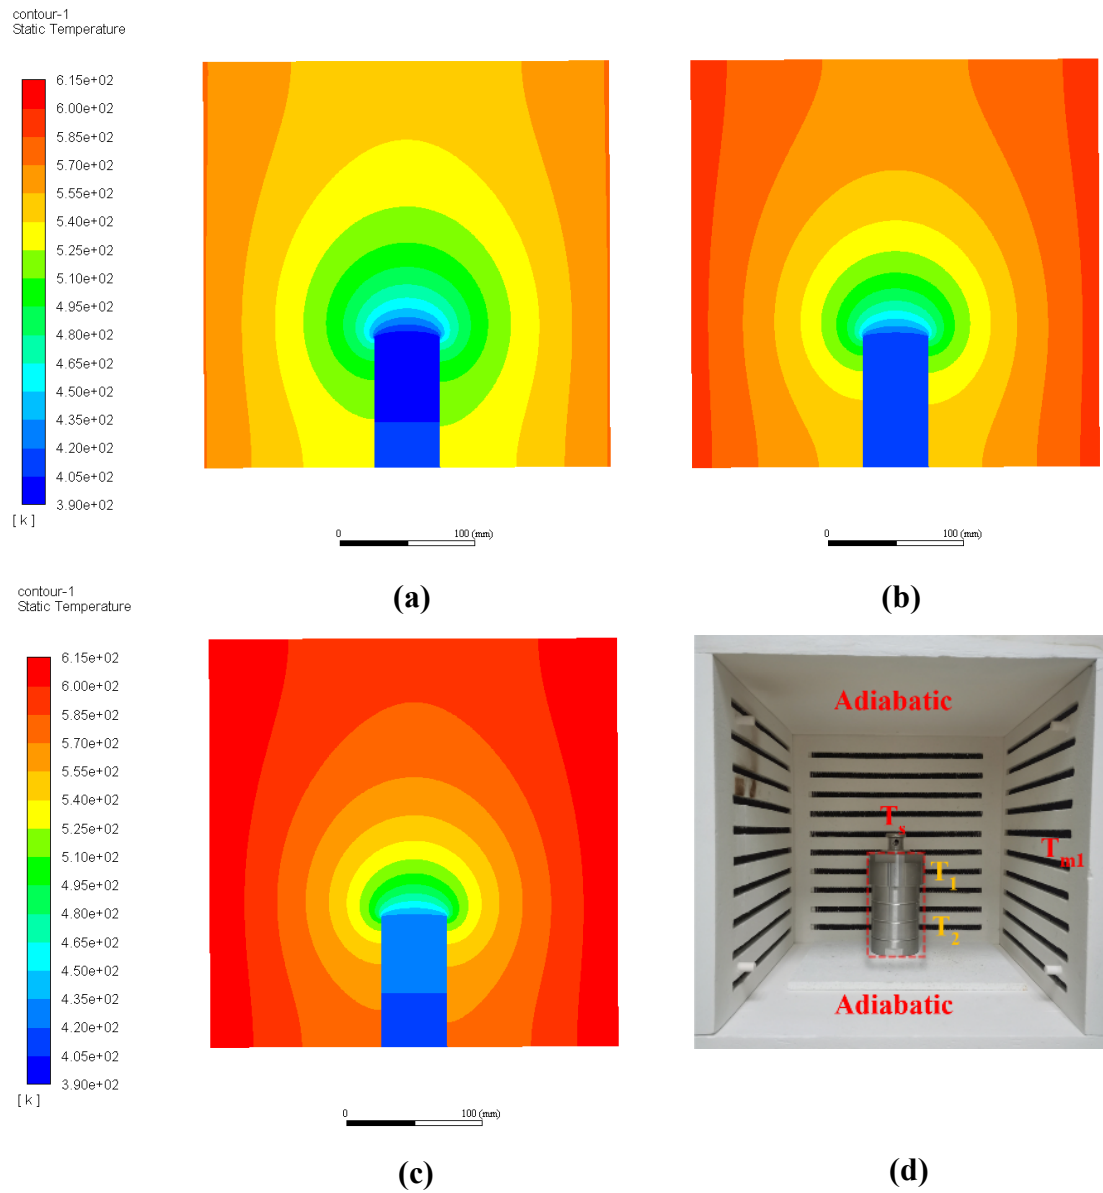 contour-1
Static Temperature
6.15e+02
6.00e+02
5.85e+02
5.70e+02
5.55e+02
5.40e+02
5.25e+02
5.10e+02
4.95e+02
4.80e+02
4.65e+02
4.50e+02
4.35e+02
4.20e+02
4.05e+02
3.90e+02
[ k ]
0 100 (mm)
0 100 (mm)
(a)
(b)
contour-1
Static Temperature
6.15e+02
6.00e+02
5.85e+02
5.70e+02
5.55e+02
5.40e+02
5.25e+02
5.10e+02
4.95e+02
4.80e+02
4.65e+02
4.50e+02
4.35e+02
4.20e+02
4.05e+02
3.90e+02
[ k ]
0 100 (mm)
(c)
Adiabatic
Ts
Tm1
T1
T2
Adiabatic
(d)